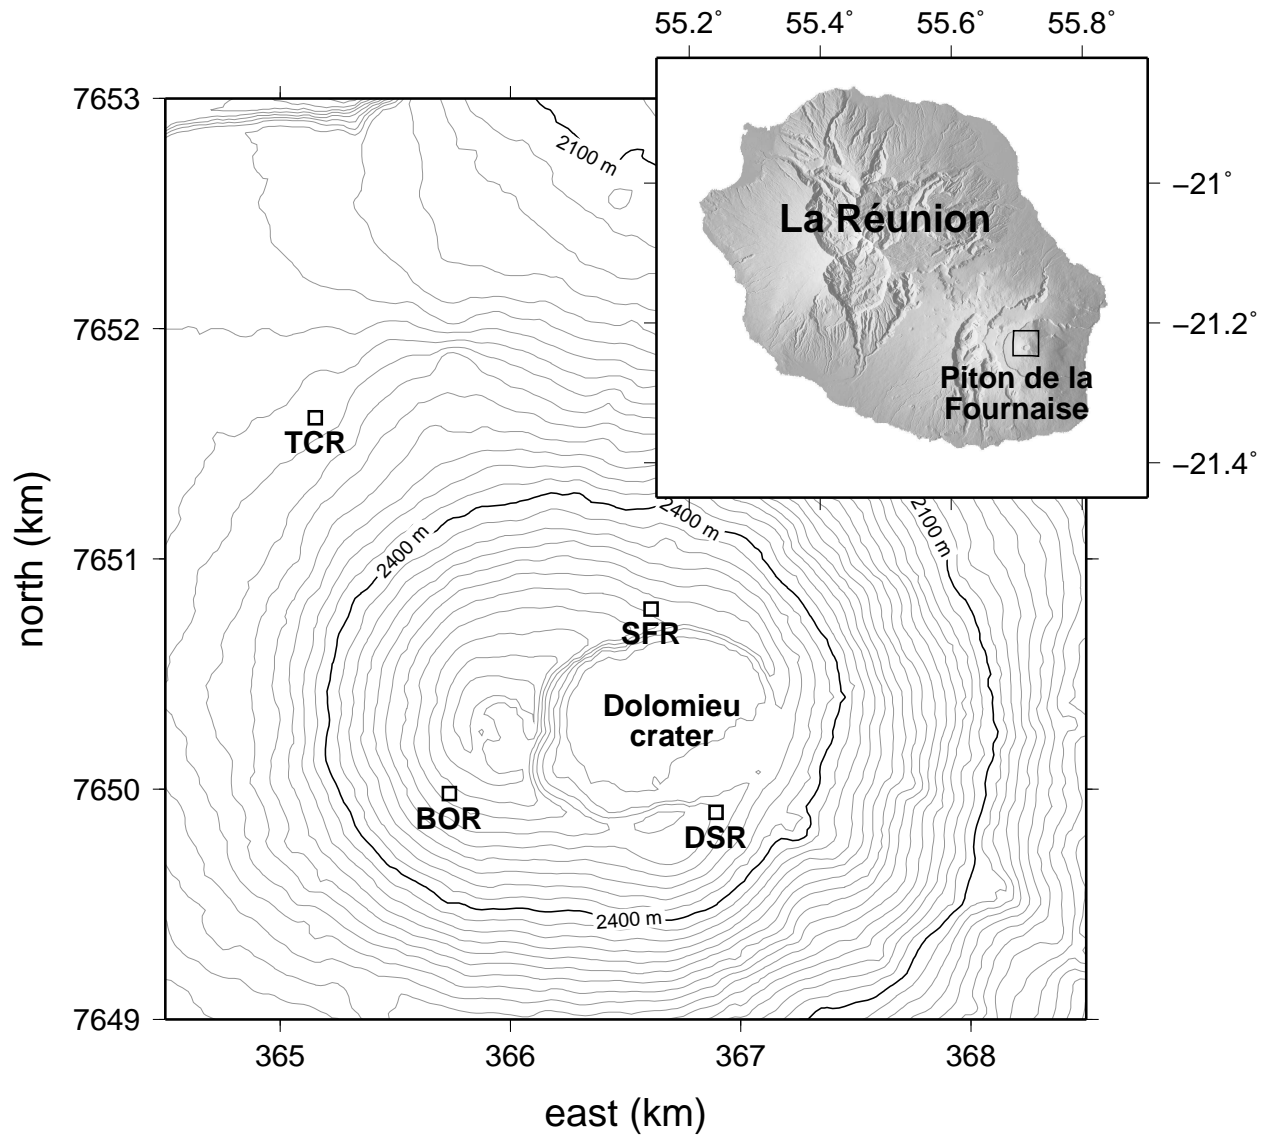 55.2˚ 55.4˚ 55.6˚ 55.8˚
7653
2100 m
−21˚
La Réunion
7652
−21.2˚
Piton de la
Fournaise
TCR
−21.4˚
2400 m
2400 m
2100 m
7651
north (km)
SFR
Dolomieu
crater
7650
BOR
DSR
2400 m
7649
365 366 367 368
east (km)